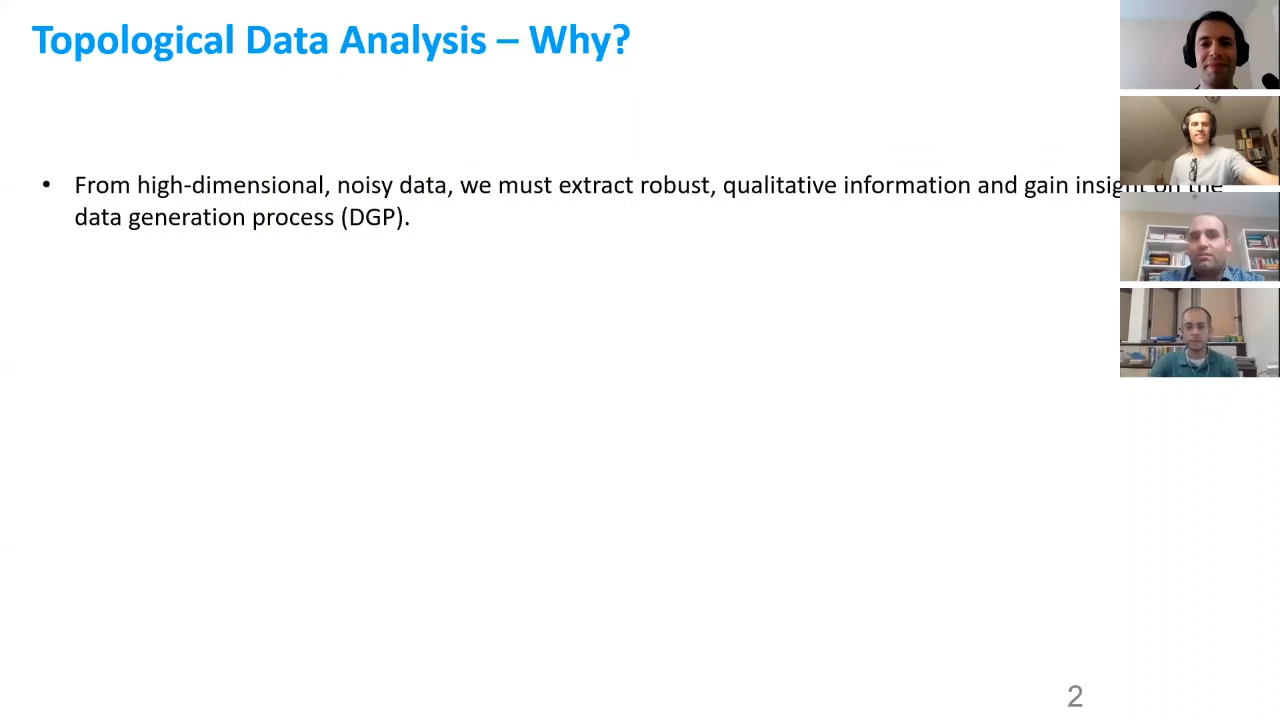 Topological Data Analysis – Why?
• From high-dimensional, noisy data, we must extract robust, qualitative information and gain insight on the
data generation process (DGP).
2